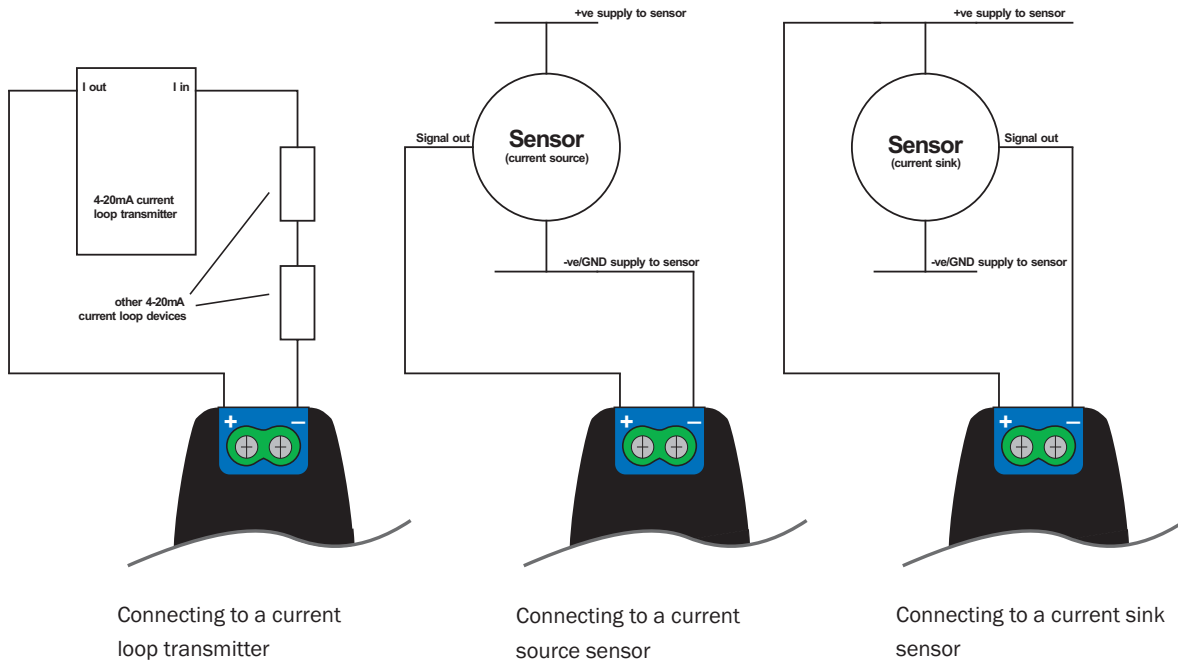 I out
I in
4-20mA current
loop transmitter
other 4-20mA
current loop devices
+
–
Connecting to a current
loop transmitter
+ve supply to sensor
Signal out
Sensor
(current source)
-ve/GND supply to sensor
+
–
Connecting to a current
source sensor
+ve supply to sensor
Sensor
(current sink)
Signal out
-ve/GND supply to sensor
+
–
Connecting to a current sink
sensor